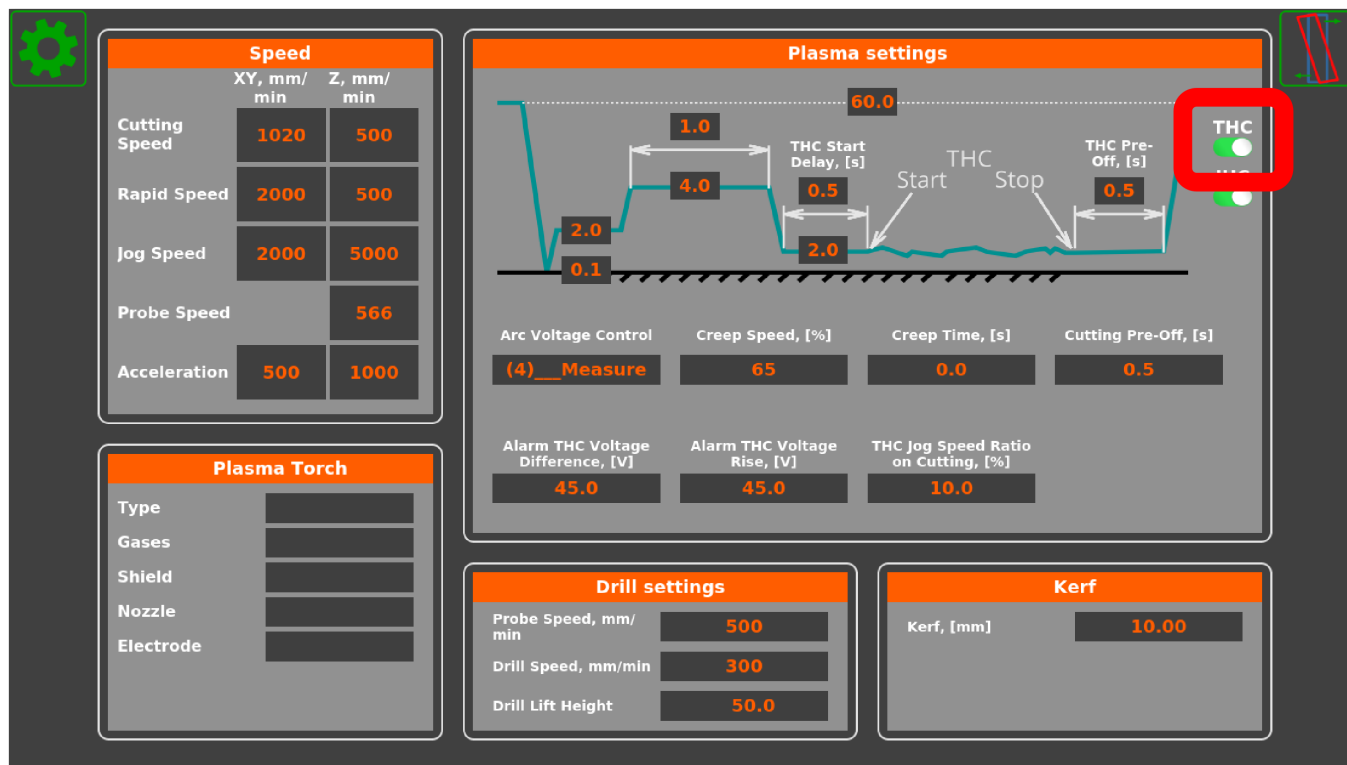 Speed
XY, mm/
min
Z, mm/
min
Cutting
Speed
1020
500
Rapid Speed
2000
500
Jog Speed
2000
5000
Probe Speed
566
Acceleration
500
1000
Plasma Torch
Type
Gases
Shield
Nozzle
Electrode
Plasma settings
60.0
1.0
4.0
2.0
0.1
THC Start
Delay, [s]
0.5
2.0
THC
Start
Stop
THC Pre-
Off, [s]
0.5
THC
Arc Voltage Control
(4)___Measure
Creep Speed, [%]
65
Creep Time, [s]
0.0
Cutting Pre-Off, [s]
0.5
Alarm THC Voltage
Difference, [V]
45.0
Alarm THC Voltage
Rise, [V]
45.0
THC Jog Speed Ratio
on Cutting, [%]
10.0
Drill settings
Probe Speed, mm/
min
500
Drill Speed, mm/min
300
Drill Lift Height
50.0
Kerf
Kerf, [mm]
10.00